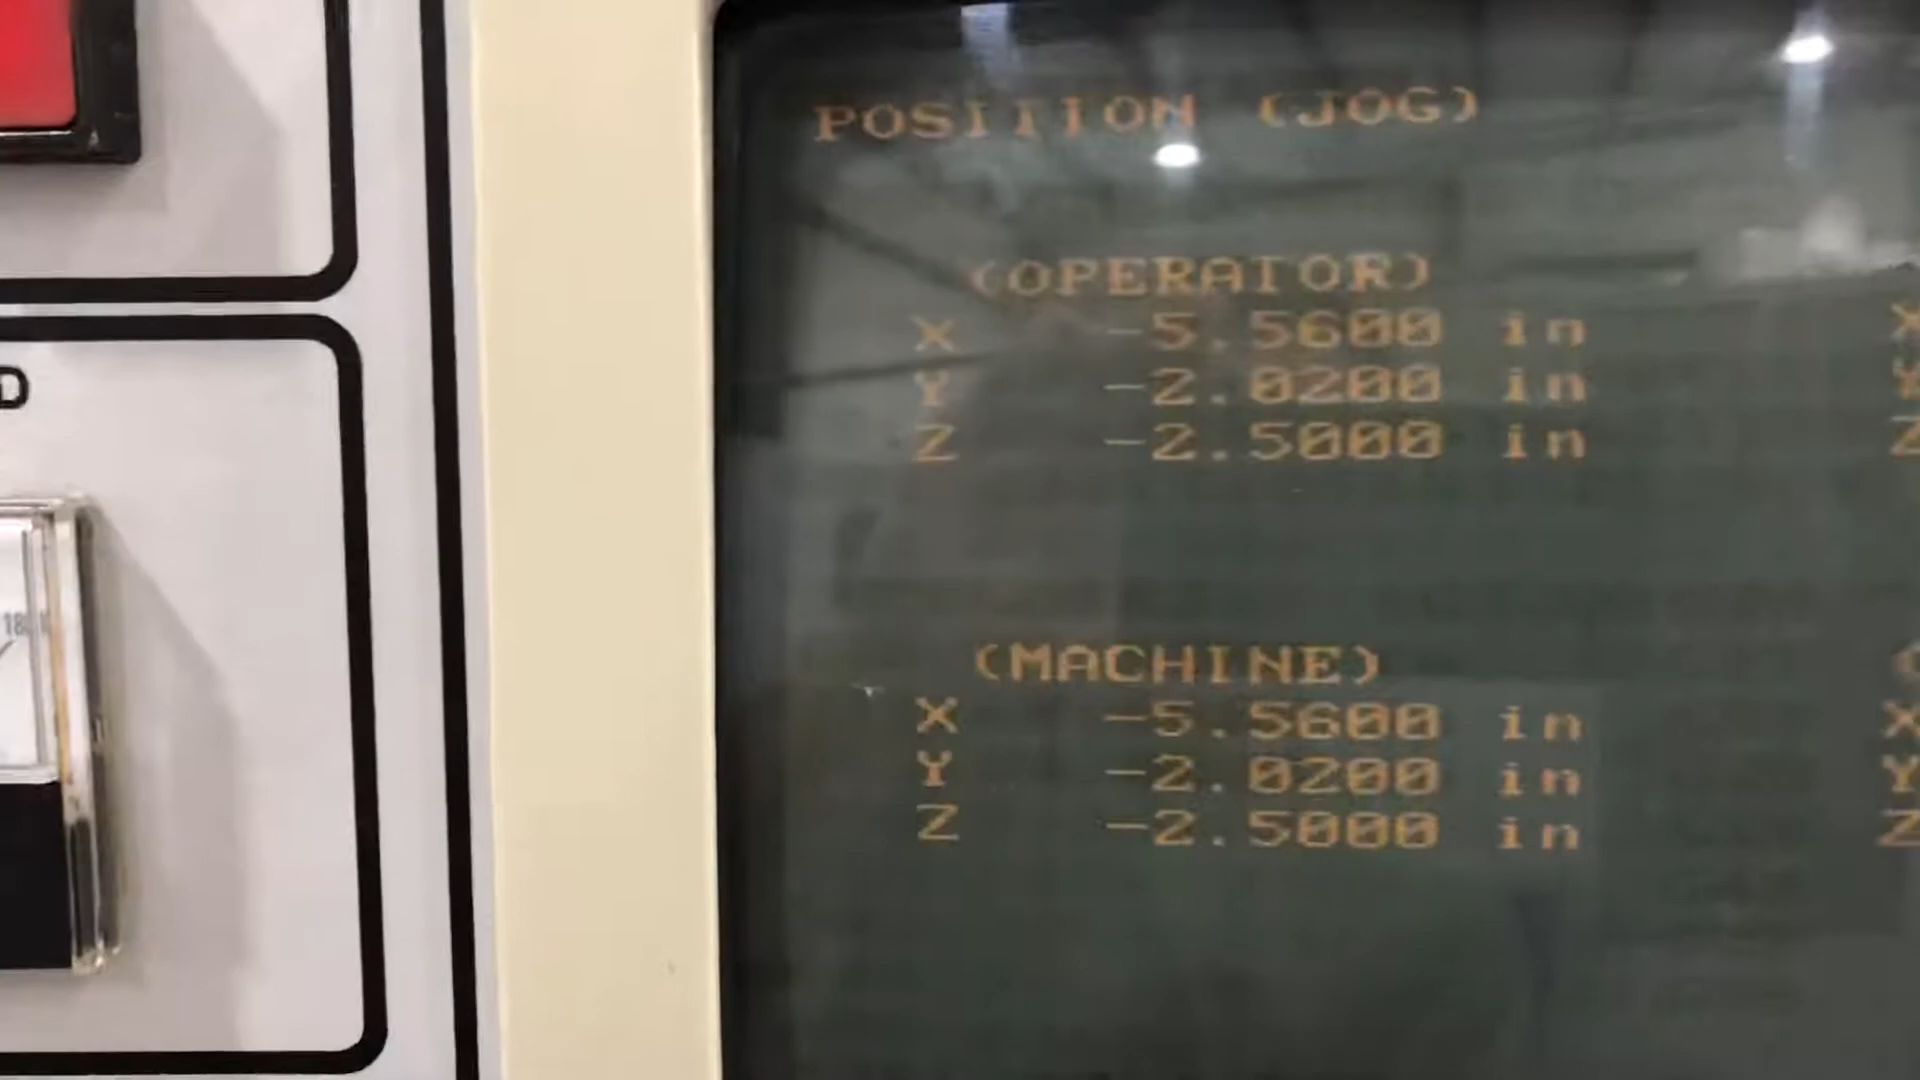 POSITION (JOG)
(OPERATOR)
X -5.5600 in X
Y -2.0200 in Y
Z -2.5000 in Z
(MACHINE) (
X -5.5600 in X
Y -2.0200 in Y
Z -2.5000 in Z
D